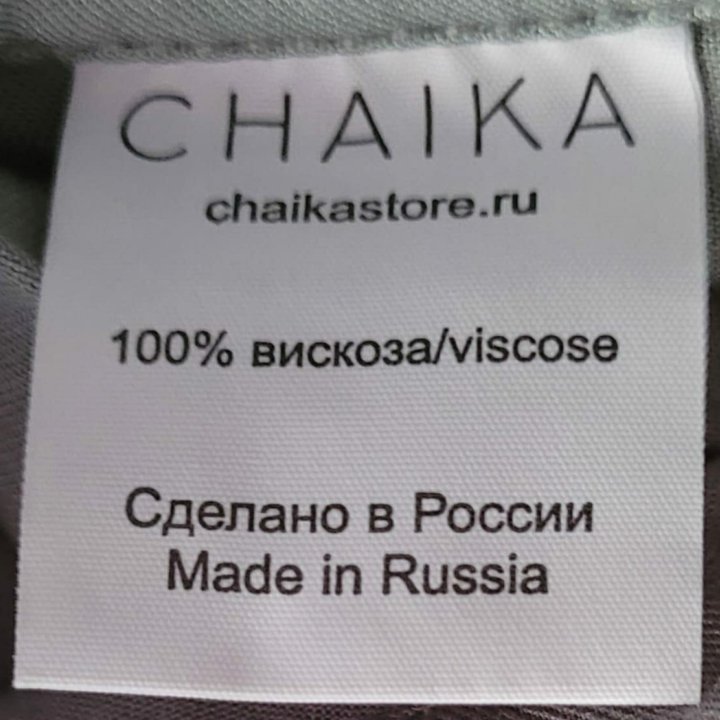 CHAIKA
chaikastore.ru
100% вискоза/viscose
Сделано в России
Made in Russia